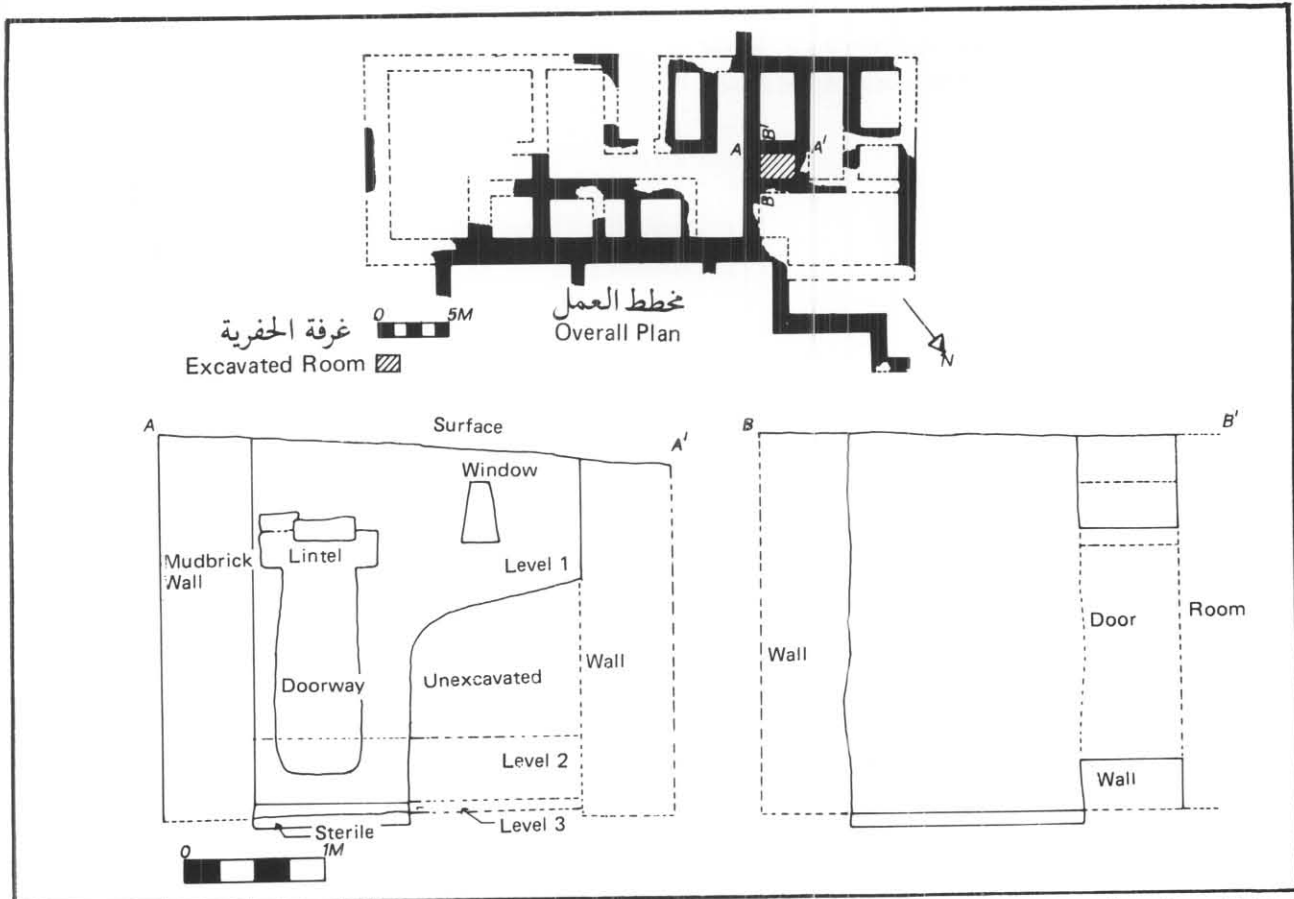 A
B'
A'
B
0 5M
غرفة الحفرية
Excavated Room
مخطط العمل
Overall Plan
N
A
Surface
A'
Window
Mudbrick
Wall
Lintel
Level 1
Doorway
Unexcavated
Wall
Level 2
Sterile
Level 3
0 1M
B
B'
Wall
Door
Room
Wall